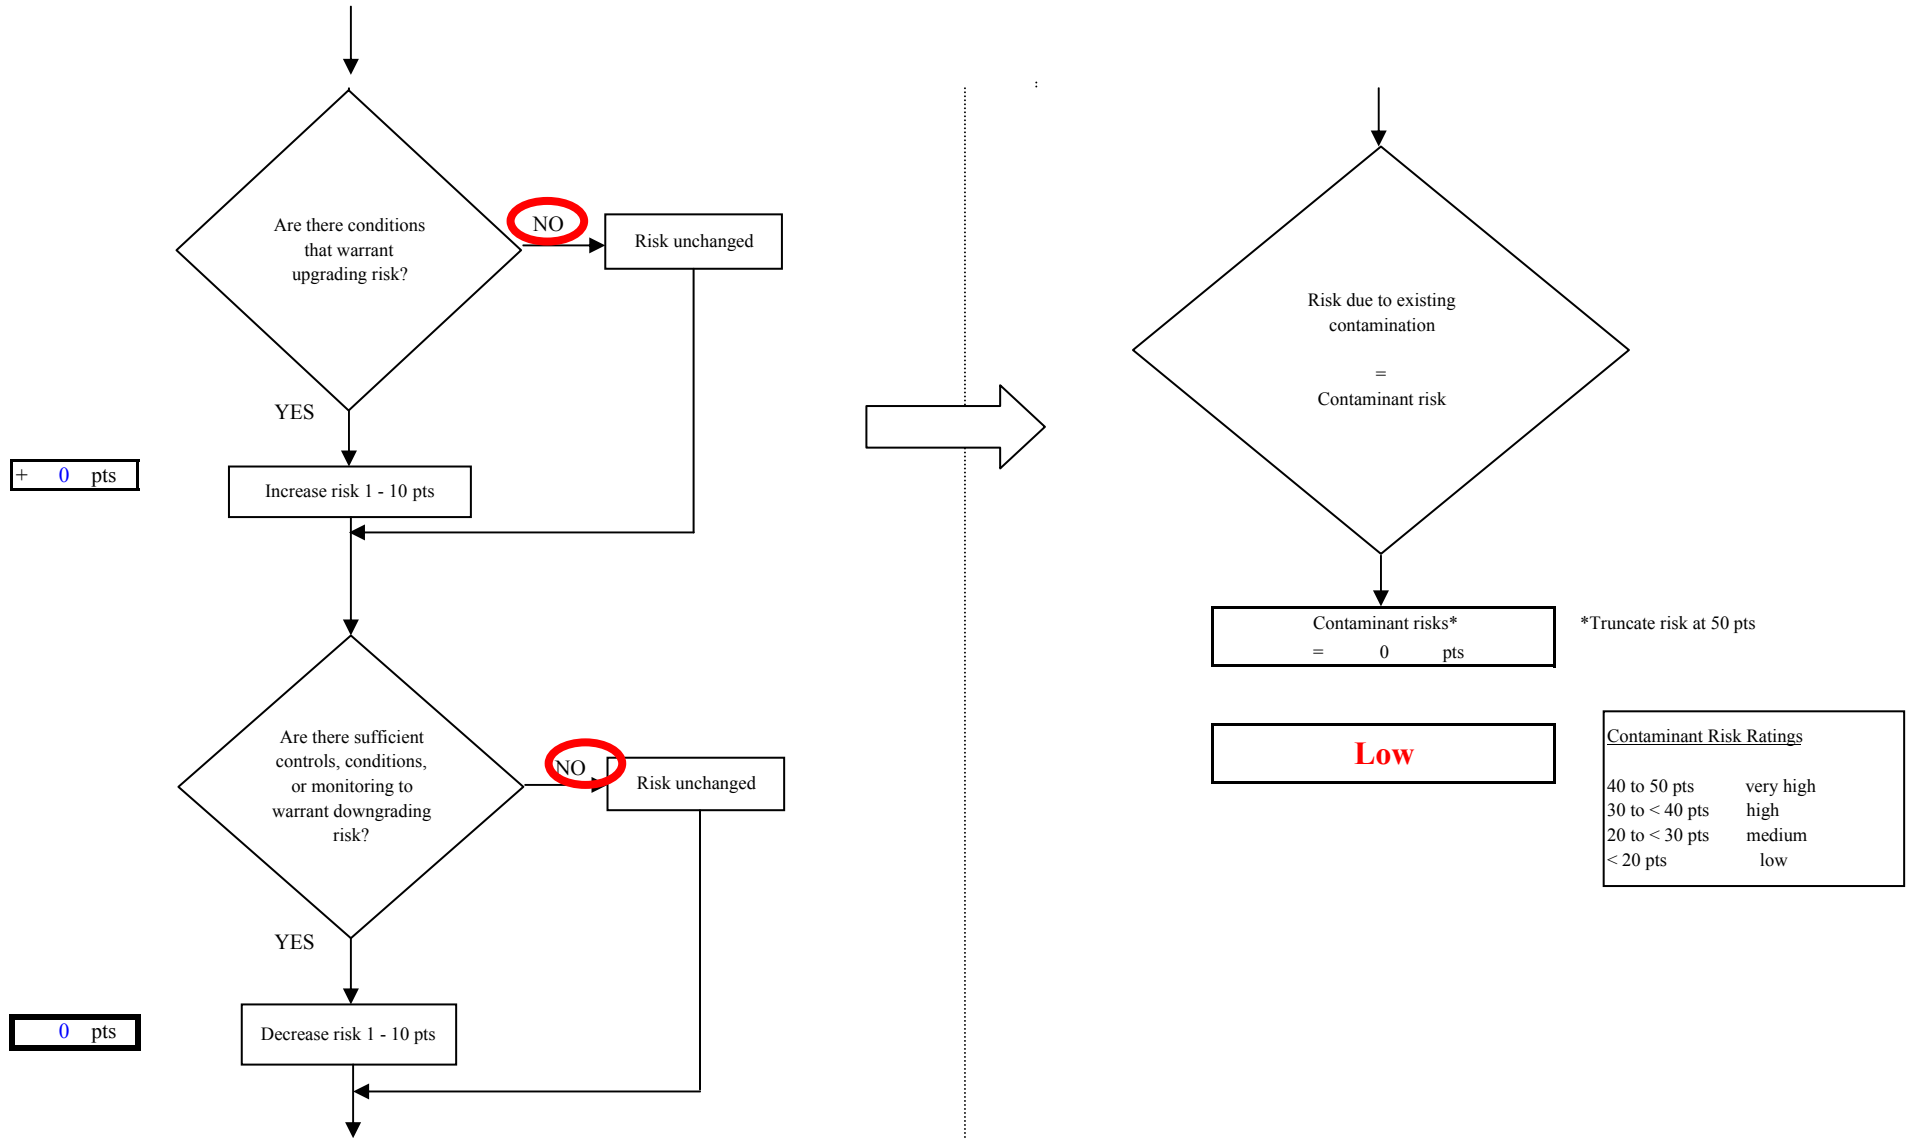 Are there conditions
that warrant
upgrading risk?
NO
Risk unchanged
YES
+ 0 pts
Increase risk 1 - 10 pts
Are there sufficient
controls, conditions,
or monitoring to
warrant downgrading
risk?
NO
Risk unchanged
YES
0 pts
Decrease risk 1 - 10 pts
:
Risk due to existing
contamination
=
Contaminant risk
Contaminant risks*
= 0 pts
*Truncate risk at 50 pts
Low
Contaminant Risk Ratings
40 to 50 pts very high
30 to < 40 pts high
20 to < 30 pts medium
< 20 pts low